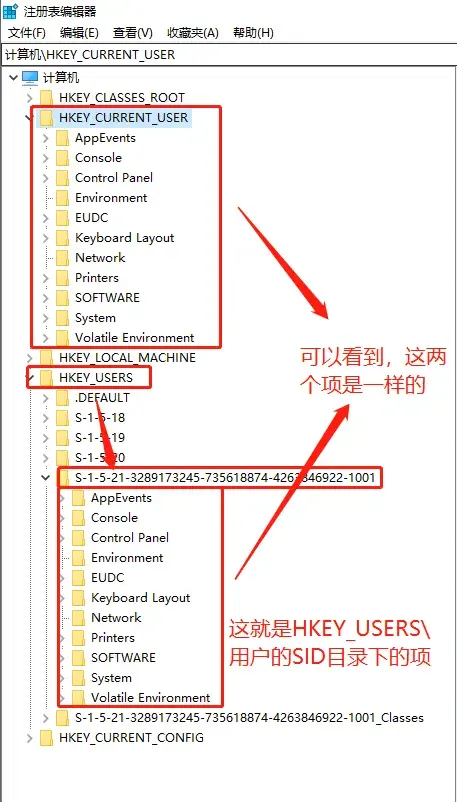 注册表编辑器
文件(F) 编辑(E) 查看(V) 收藏夹(A) 帮助(H)
计算机\HKEY_CURRENT_USER
计算机
HKEY_CLASSES_ROOT
HKEY_CURRENT_USER
AppEvents
Console
Control Panel
Environment
EUDC
Keyboard Layout
Network
Printers
SOFTWARE
System
Volatile Environment
HKEY_LOCAL_MACHINE
HKEY_USERS
.DEFAULT
S-1-5-18
S-1-5-19
S-1-5-20
S-1-5-21-3289173245-735618874-4263846922-1001
AppEvents
Console
Control Panel
Environment
EUDC
Keyboard Layout
Network
Printers
SOFTWARE
System
Volatile Environment
S-1-5-21-3289173245-735618874-4263846922-1001_Classes
HKEY_CURRENT_CONFIG
可以看到，这两
个项是一样的
这就是HKEY_USERS\
用户的SID目录下的项